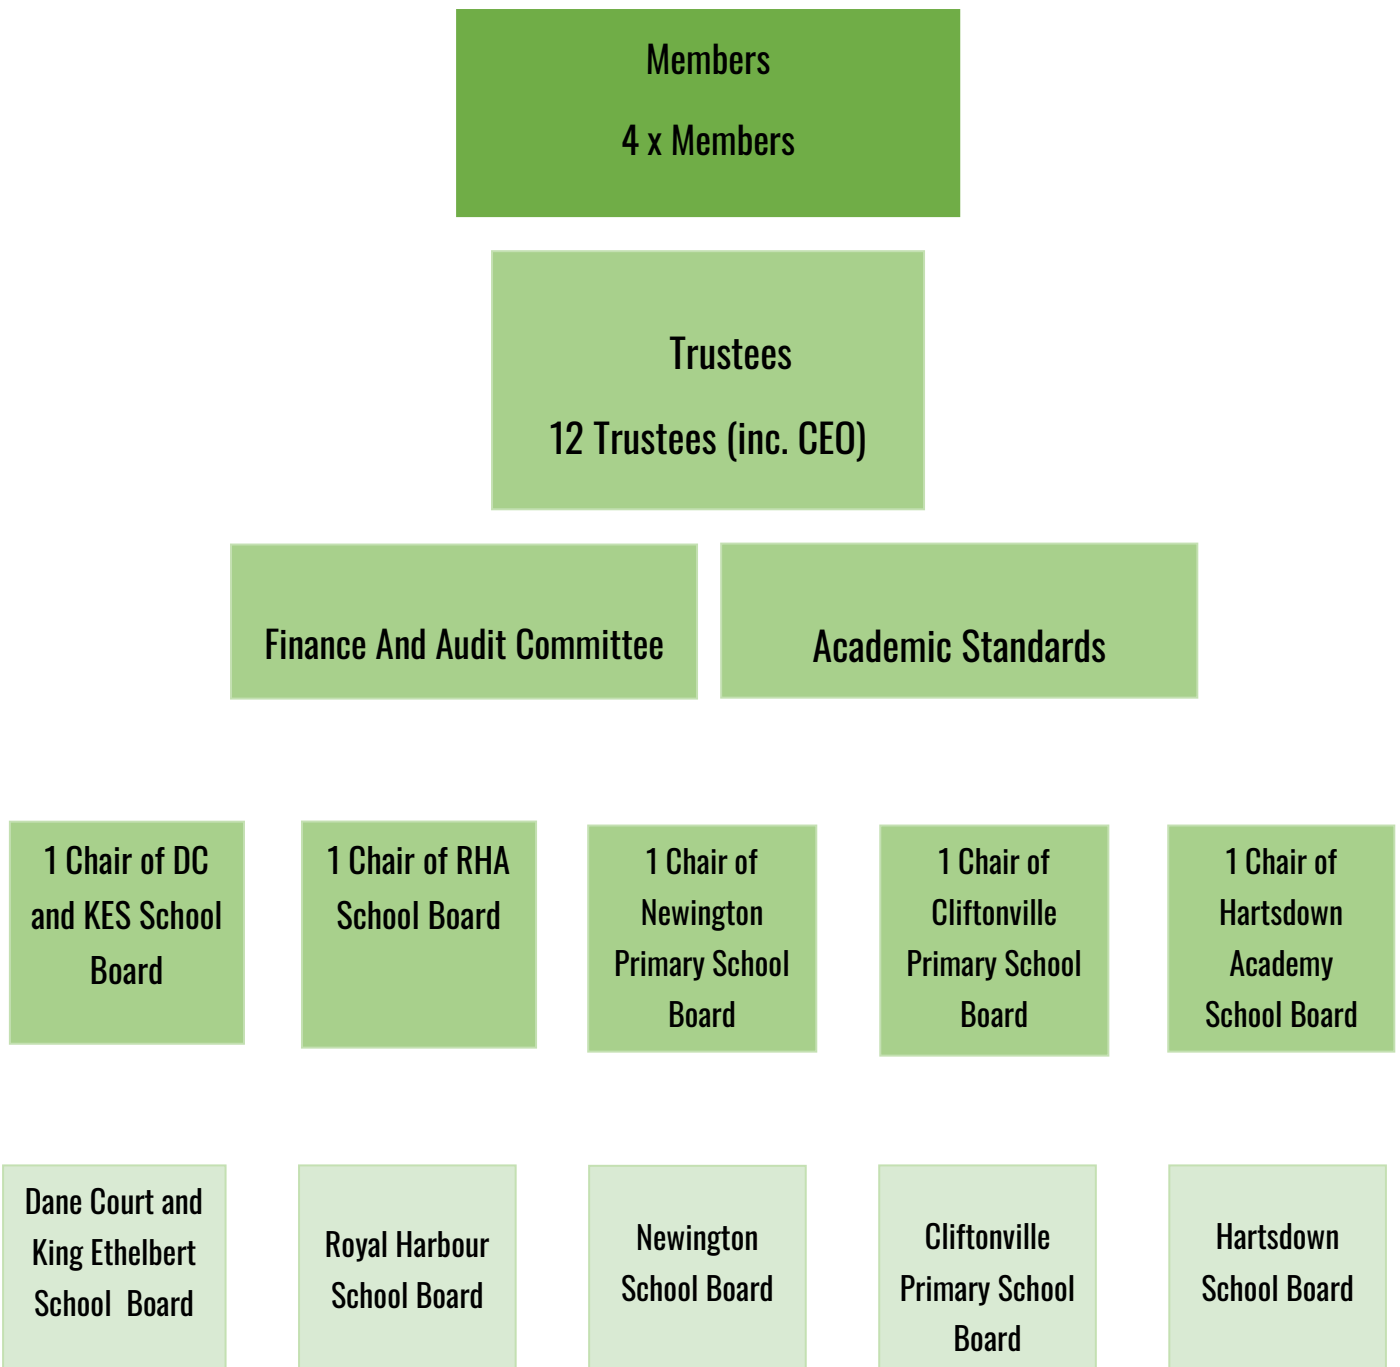 Members
4 x Members
Trustees
12 Trustees (inc. CEO)
Finance And Audit Committee
Academic Standards
1 Chair of DC
and KES School
Board
1 Chair of RHA
School Board
1 Chair of
Newington
Primary School
Board
1 Chair of
Cliftonville
Primary School
Board
1 Chair of
Hartsdown
Academy
School Board
Dane Court and
King Ethelbert
School  Board
Royal Harbour
School Board
Newington
School Board
Cliftonville
Primary School
Board
Hartsdown
School Board